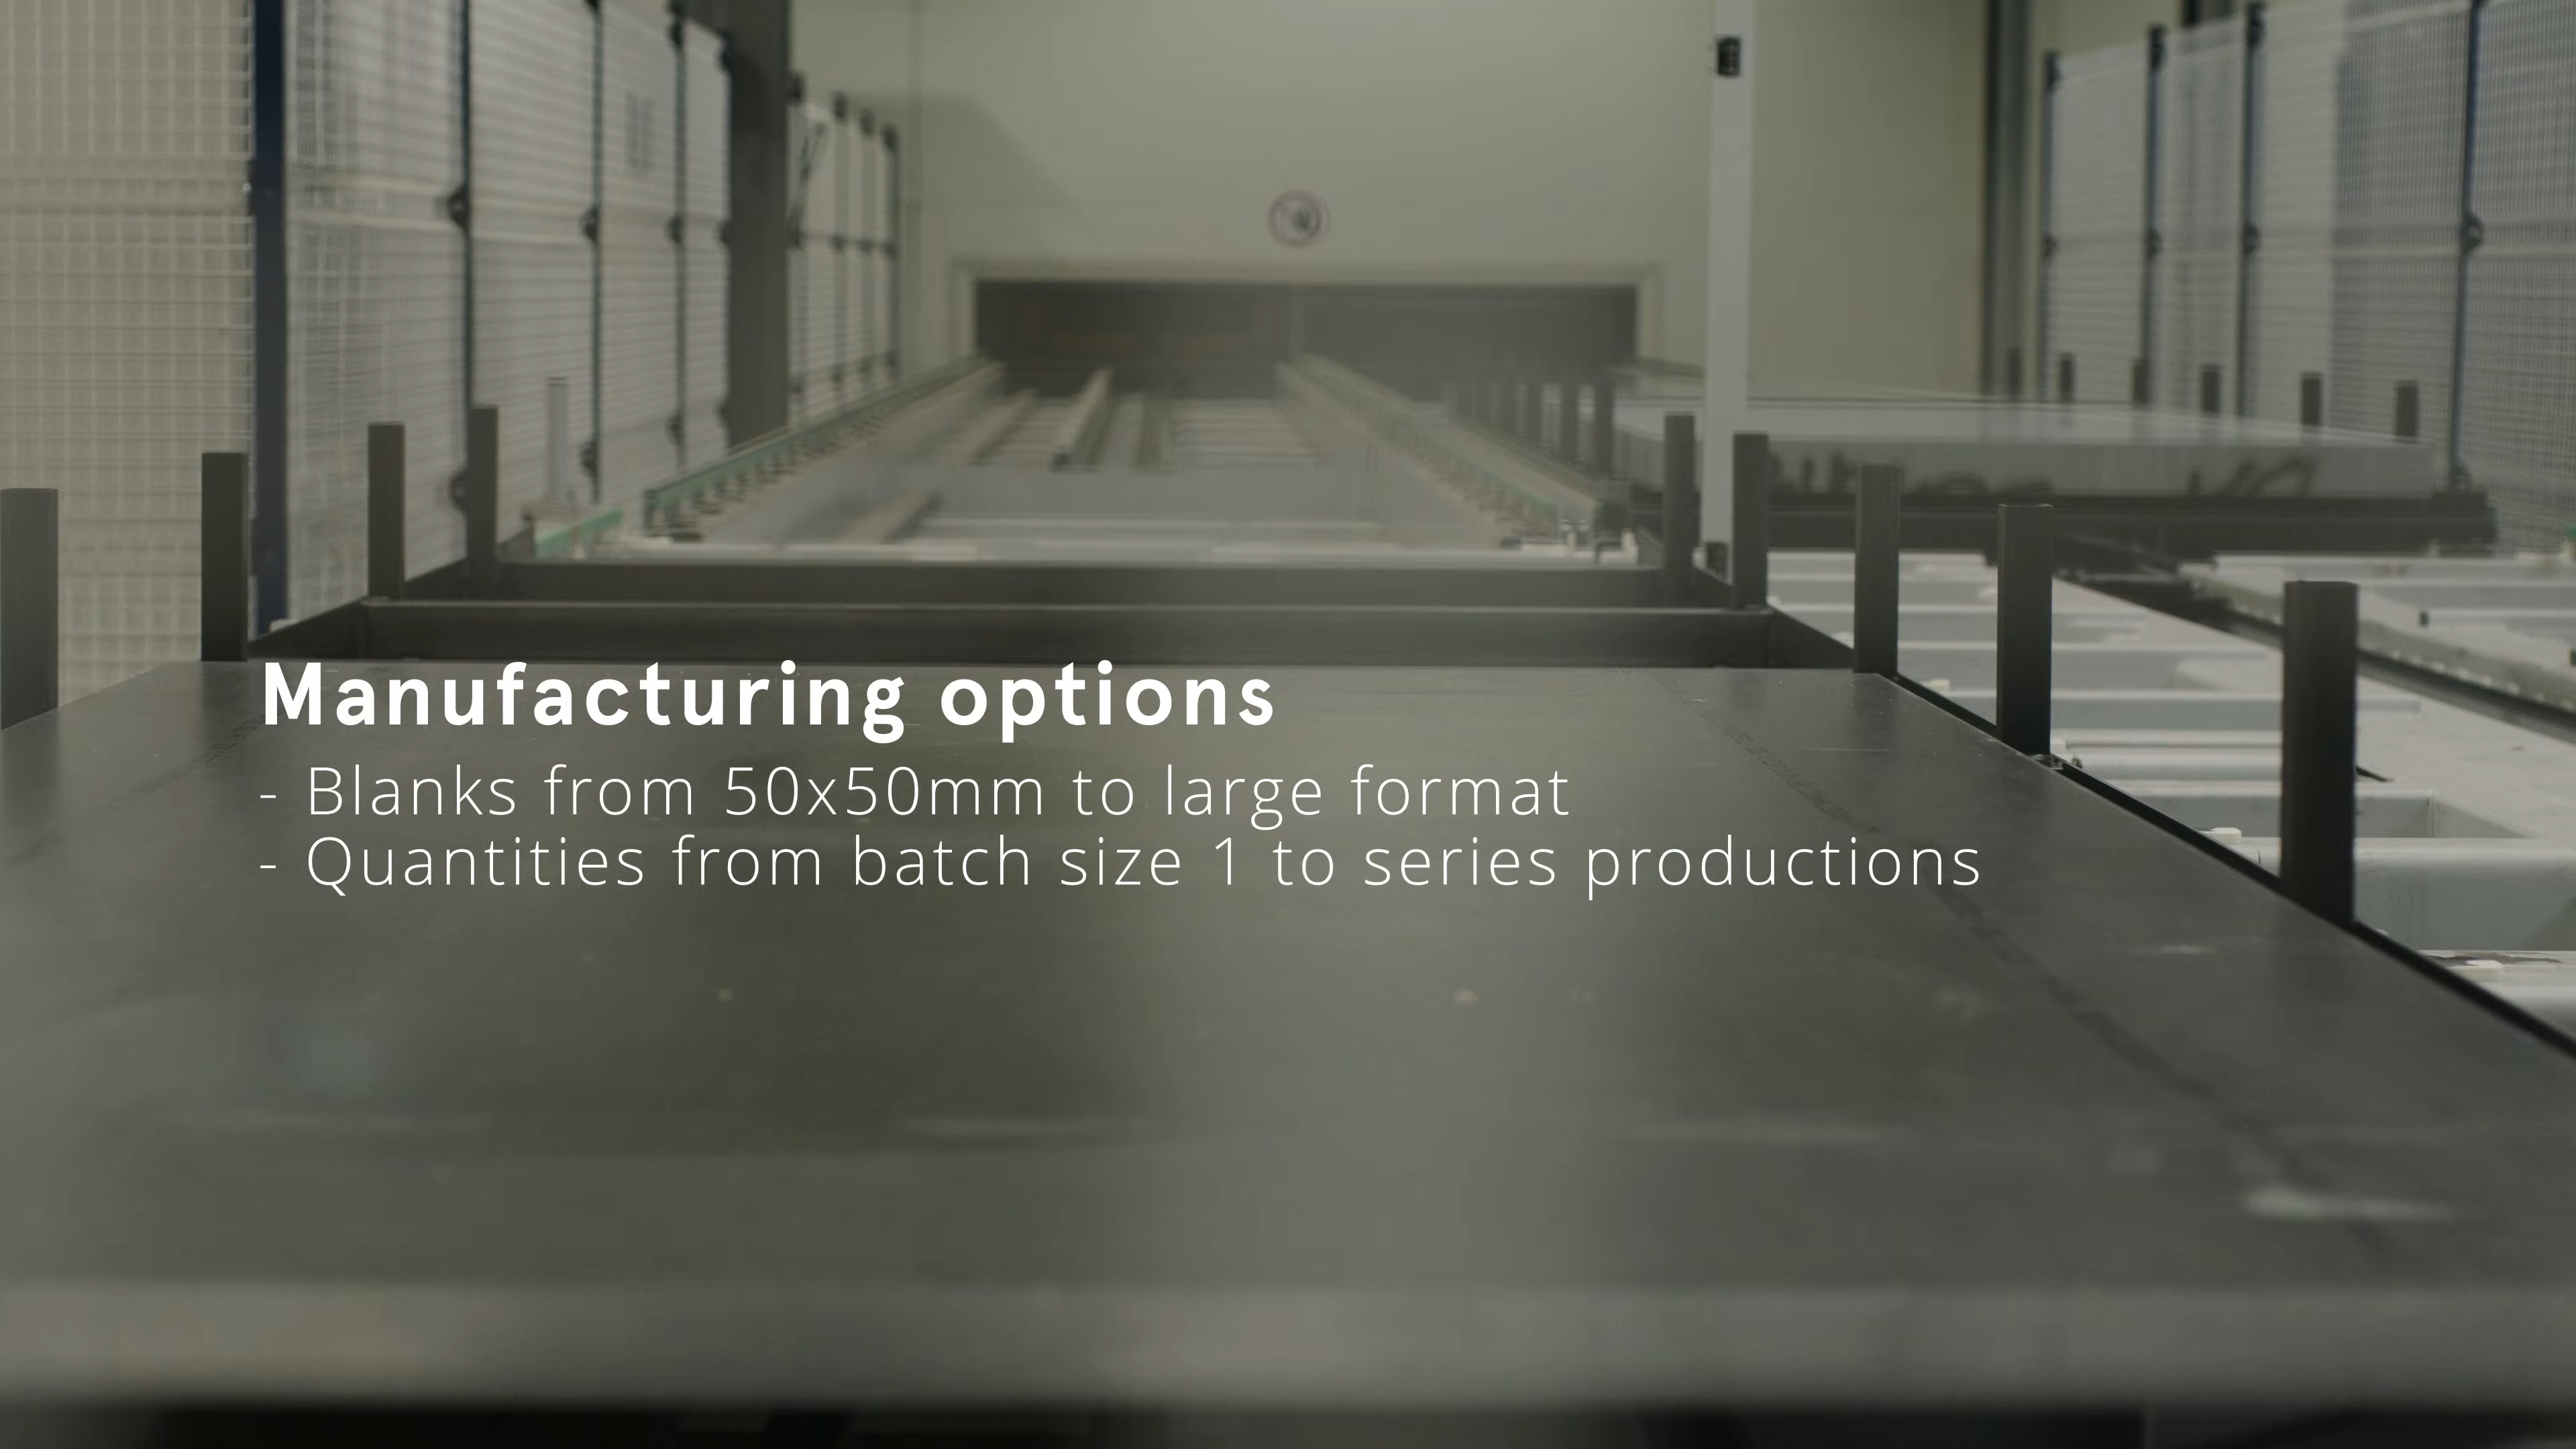 Manufacturing options
- Blanks from 50x50mm to large format
- Quantities from batch size 1 to series productions